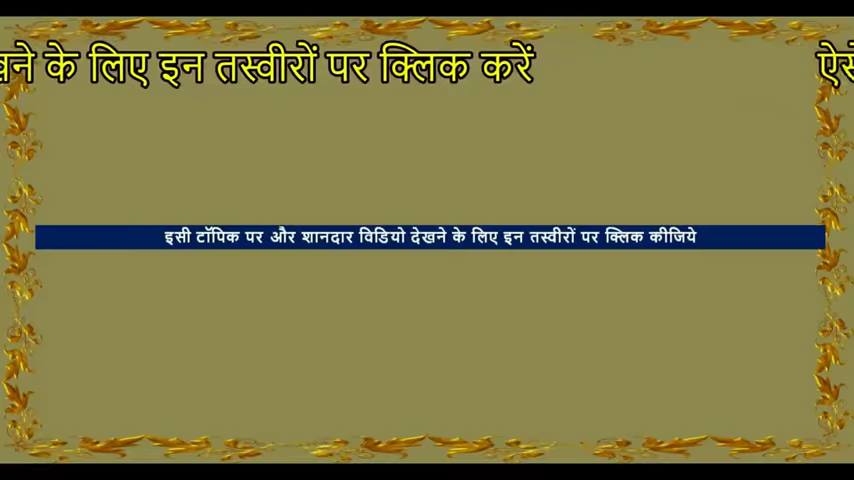 के लिए इन तस्वीरों पर क्लिक करें
इसी टॉपिक पर और शानदार विडियो देखने के लिए इन तस्वीरों पर क्लिक कीजिये